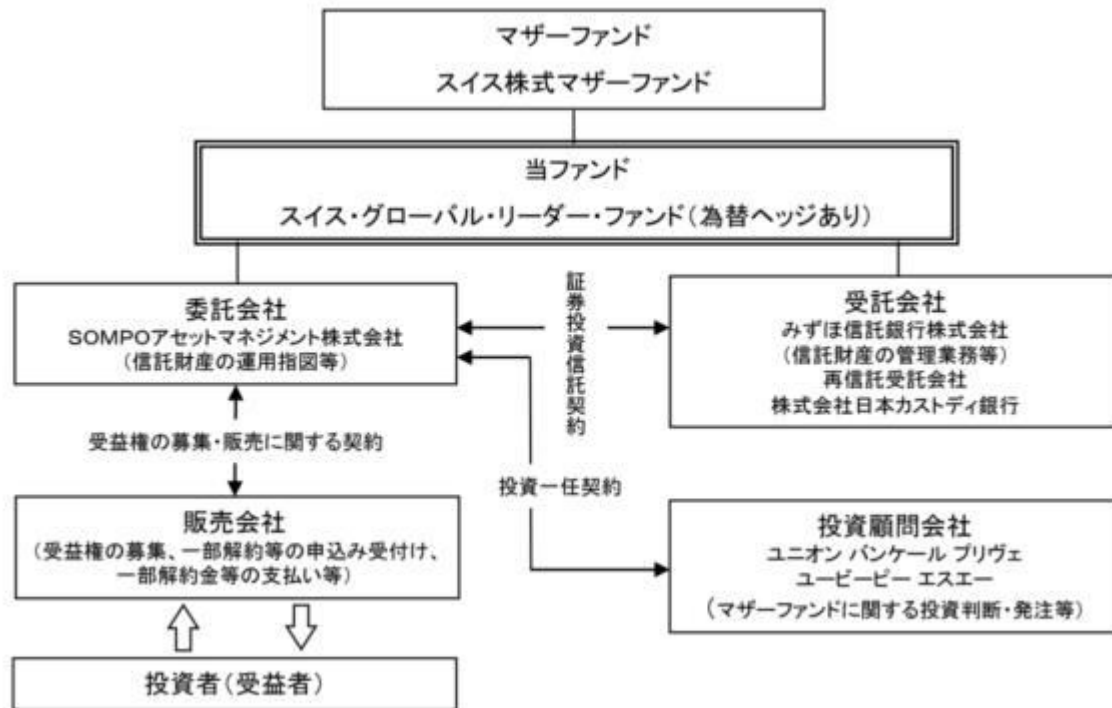 マザーファンド
スイス株式マザーファンド
当ファンド
スイス・グローバル・リーダー・ファンド(為替ヘッジあり)
委託会社
SOMPOアセットマネジメント株式会社
(信託財産の運用指図等)
証券投資信託契約
受託会社
みずほ信託銀行株式会社
(信託財産の管理業務等)
再信託受託会社
株式会社日本カストディ銀行
受益権の募集・販売に関する契約
投資一任契約
販売会社
(受益権の募集、一部解約等の申込み受付け、
一部解約金等の支払い等)
投資顧問会社
ユニオン バンケール プリヴェ
ユービーピー エスエー
(マザーファンドに関する投資判断・発注等)
投資者(受益者)